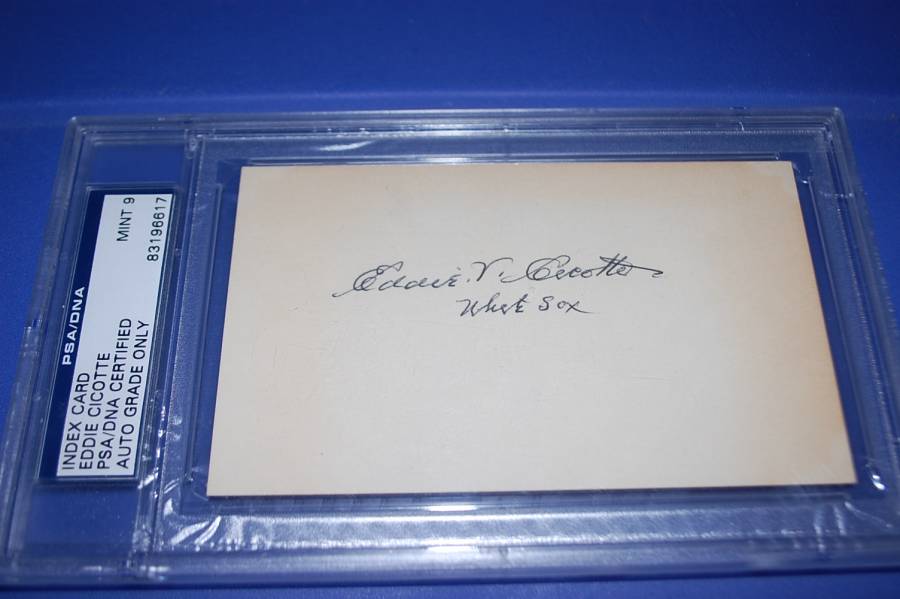 PSA/DNA
INDEX CARD
EDDIE CICOTTE
PSA/DNA CERTIFIED
AUTO GRADE ONLY
MINT 9
83196617
Eddie V. Cicotte
White Sox